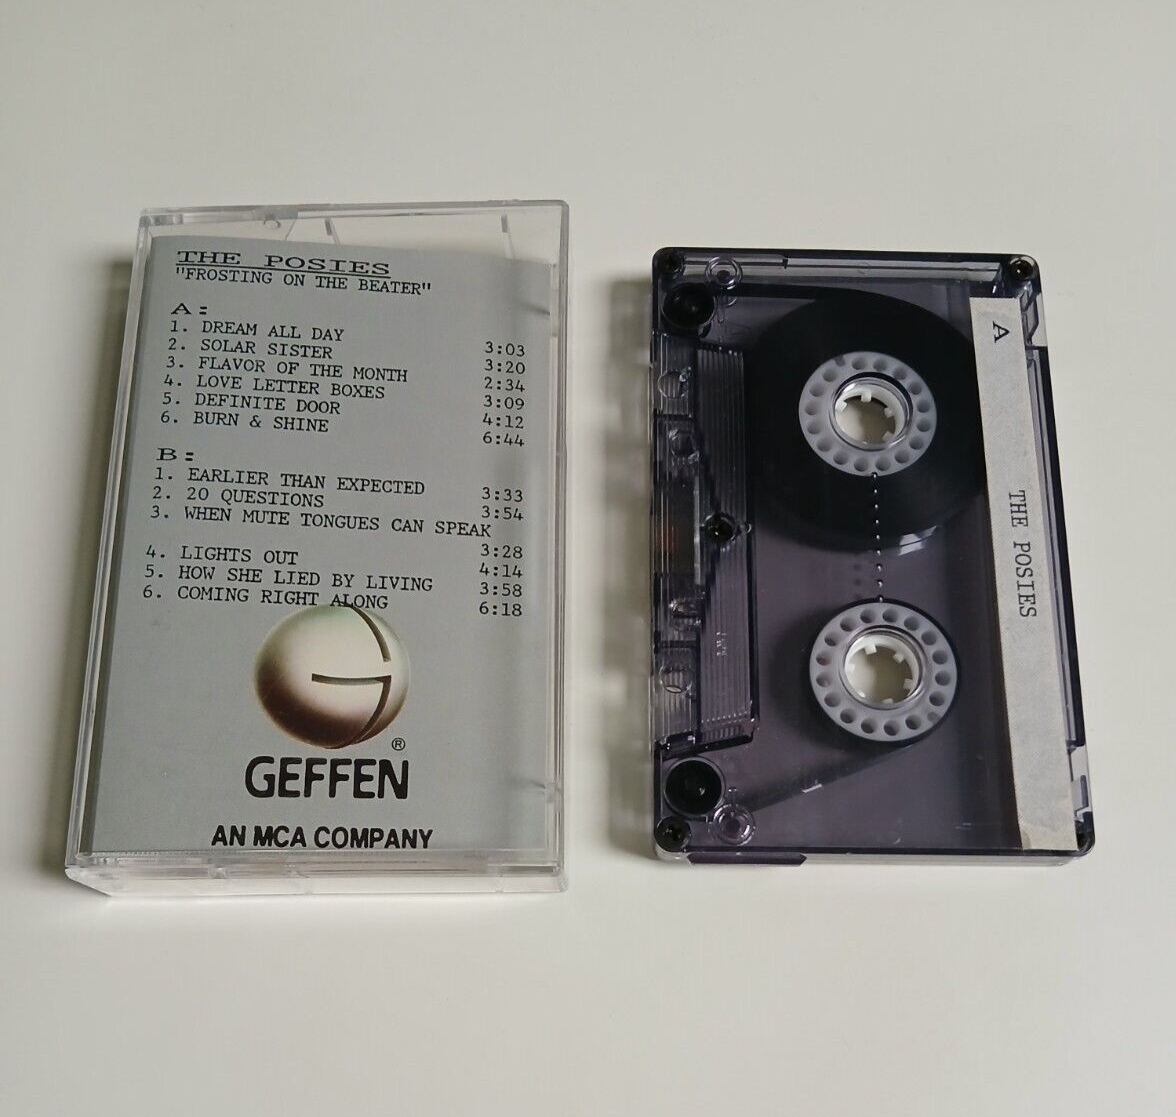 THE POSIES
"FROSTING ON THE BEATER"
A:
1. DREAM ALL DAY 3:03
2. SOLAR SISTER 3:20
3. FLAVOR OF THE MONTH 2:34
4. LOVE LETTER BOXES 3:09
5. DEFINITE DOOR 4:12
6. BURN & SHINE 6:44
B:
1. EARLIER THAN EXPECTED 3:33
2. 20 QUESTIONS 3:54
3. WHEN MUTE TONGUES CAN SPEAK
3:28
4. LIGHTS OUT 4:14
5. HOW SHE LIED BY LIVING 3:58
6. COMING RIGHT ALONG 6:18
®
GEFFEN
AN MCA COMPANY
A
THE POSIES